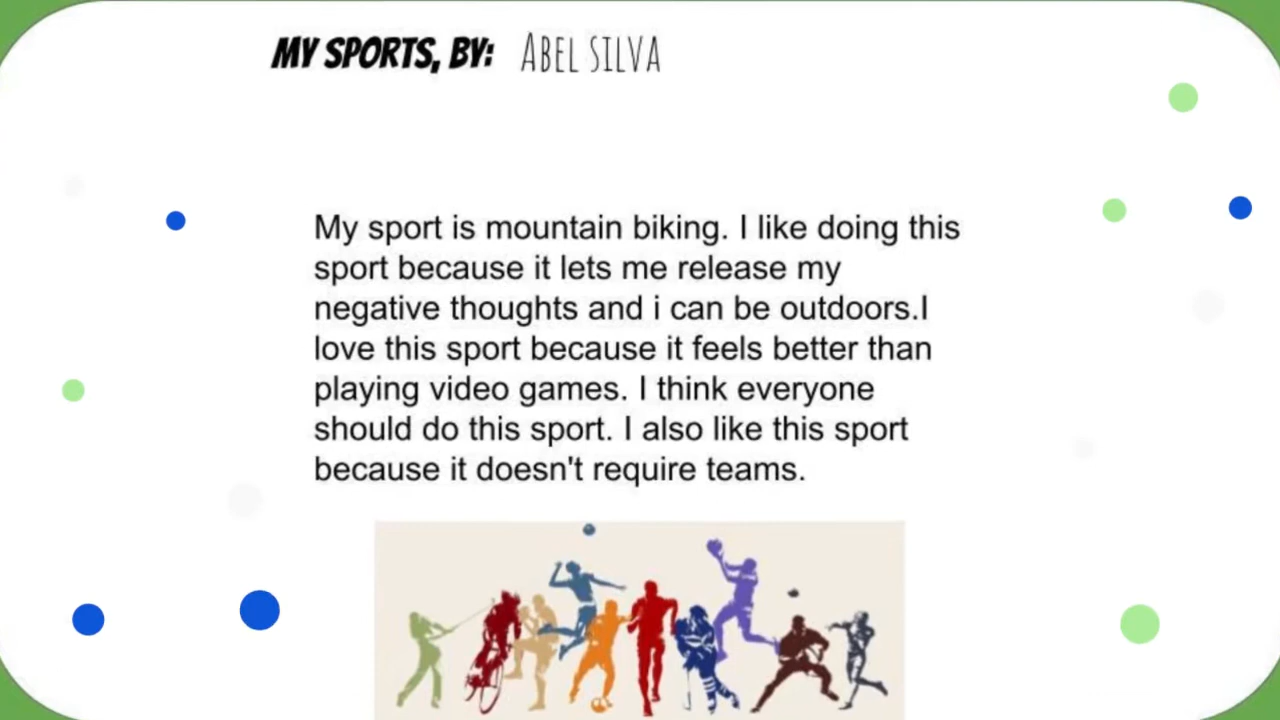 MY SPORTS, BY: ABEL SILVA
My sport is mountain biking. I like doing this
sport because it lets me release my
negative thoughts and i can be outdoors.I
love this sport because it feels better than
playing video games. I think everyone
should do this sport. I also like this sport
because it doesn't require teams.